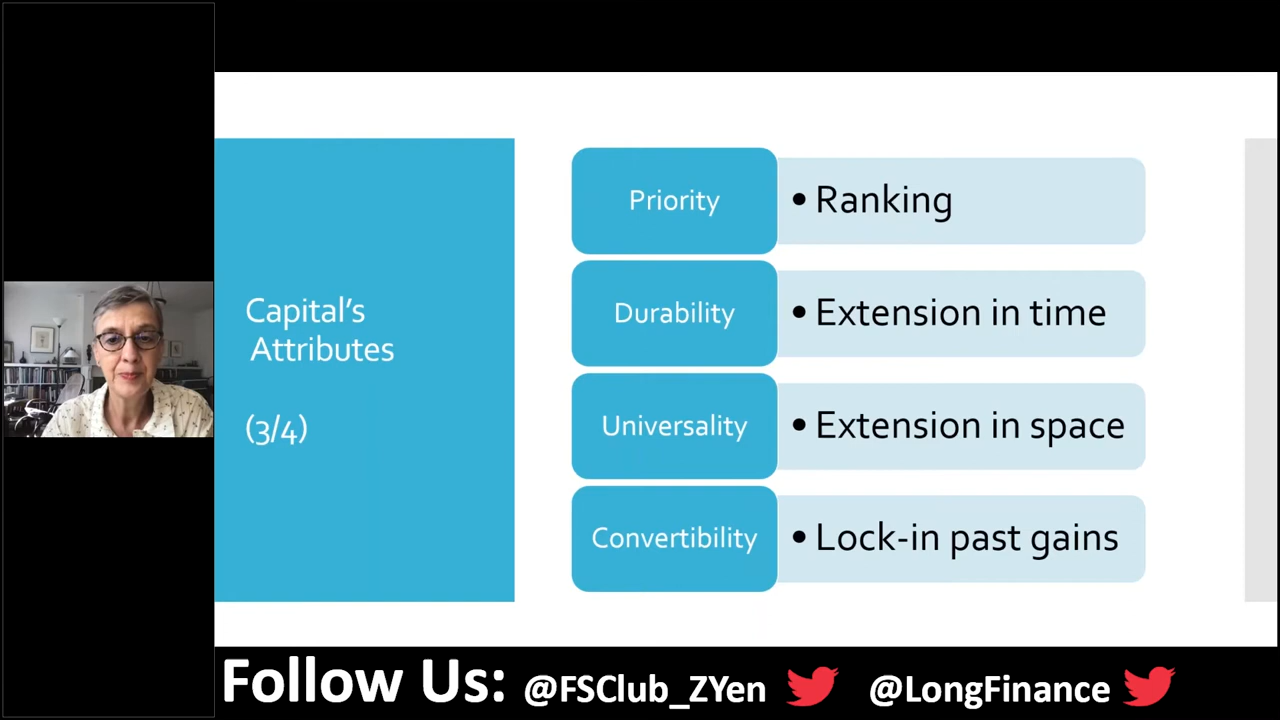 Capital's
Attributes
(3/4)
Priority
• Ranking
Durability
• Extension in time
Universality
• Extension in space
Convertibility
• Lock-in past gains
Follow Us: @FSClub_ZYen @LongFinance